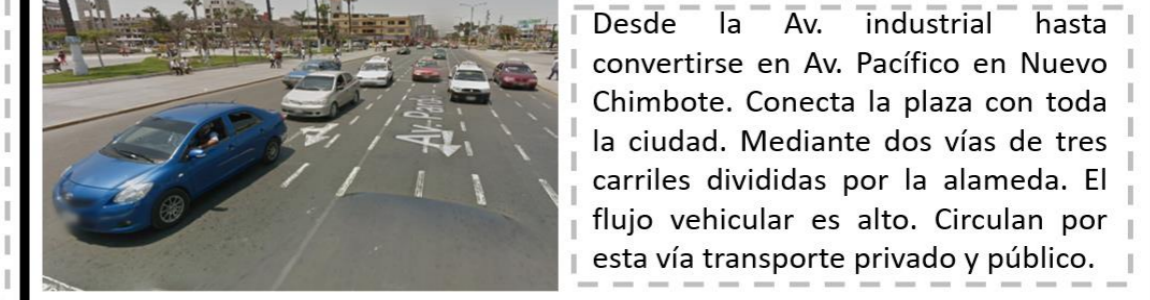 Av. Pardo
Desde la Av. industrial hasta
convertirse en Av. Pacífico en Nuevo
Chimbote. Conecta la plaza con toda
la ciudad. Mediante dos vías de tres
carriles divididas por la alameda. El
flujo vehicular es alto. Circulan por
esta vía transporte privado y público.